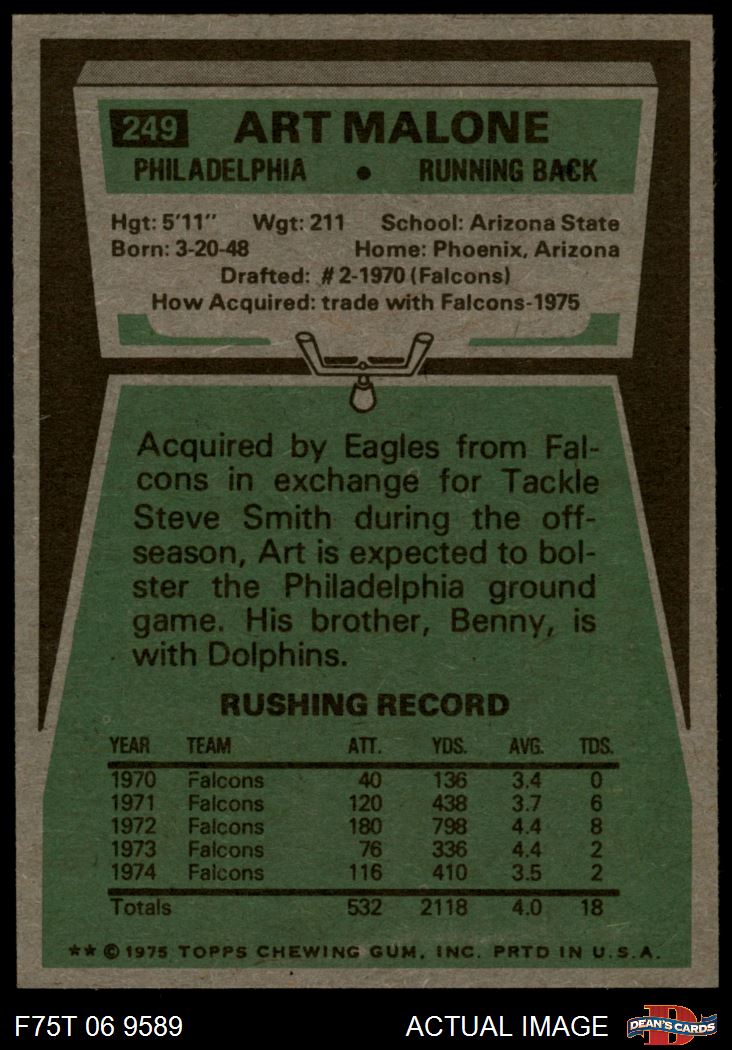 249 ART MALONE
PHILADELPHIA • RUNNING BACK
Hgt: 5'11" Wgt: 211 School: Arizona State
Born: 3-20-48 Home: Phoenix, Arizona
Drafted: #2-1970 (Falcons)
How Acquired: trade with Falcons-1975
Acquired by Eagles from Fal-
cons in exchange for Tackle
Steve Smith during the off-
season, Art is expected to bol-
ster the Philadelphia ground
game. His brother, Benny, is
with Dolphins.
RUSHING RECORD
YEAR TEAM ATT. YDS. AVG. TDS.
1970 Falcons 40 136 3.4 0
1971 Falcons 120 438 3.7 6
1972 Falcons 180 798 4.4 8
1973 Falcons 76 336 4.4 2
1974 Falcons 116 410 3.5 2
Totals 532 2118 4.0 18
** © 1975 TOPPS CHEWING GUM, INC. PRTD IN U.S.A.
F75T 06 9589 ACTUAL IMAGE D DEAN'S CARDS